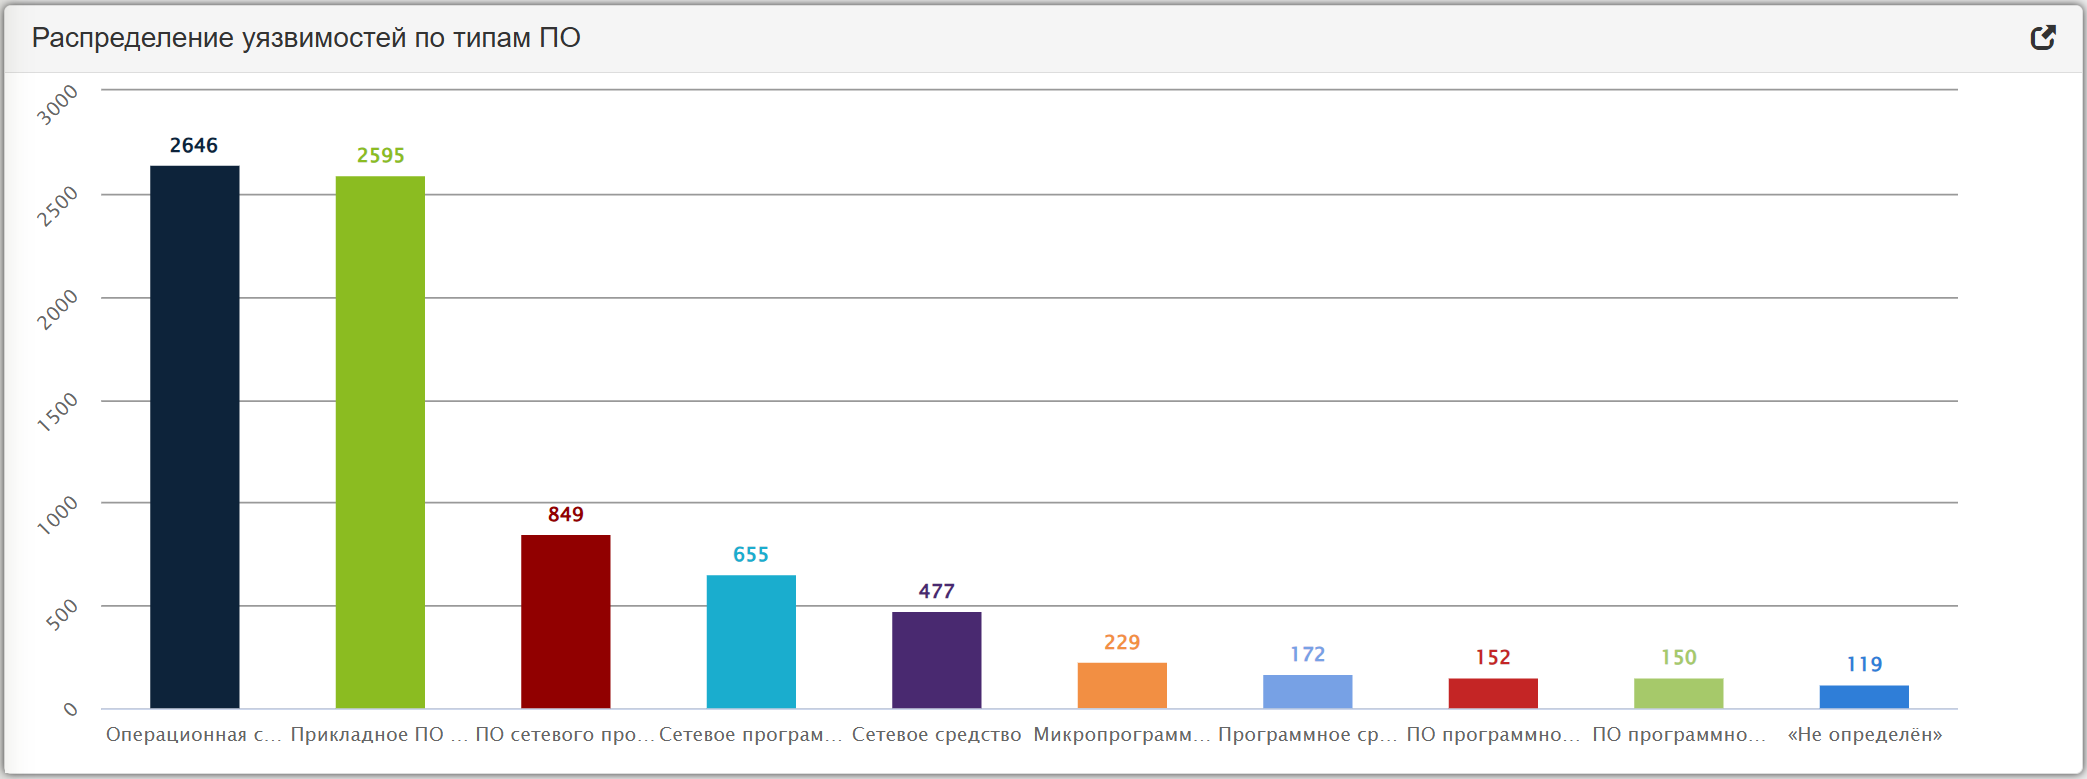 Распределение уязвимостей по типам ПО
3000
2500
2000
1500
1000
500
0
2646
2595
849
655
477
229
172
152
150
119
Операционная с...
Прикладное ПО ...
ПО сетевого про...
Сетевое програм...
Сетевое средство
Микропрограмм...
Программное ср...
ПО программно...
ПО программно...
«Не определён»